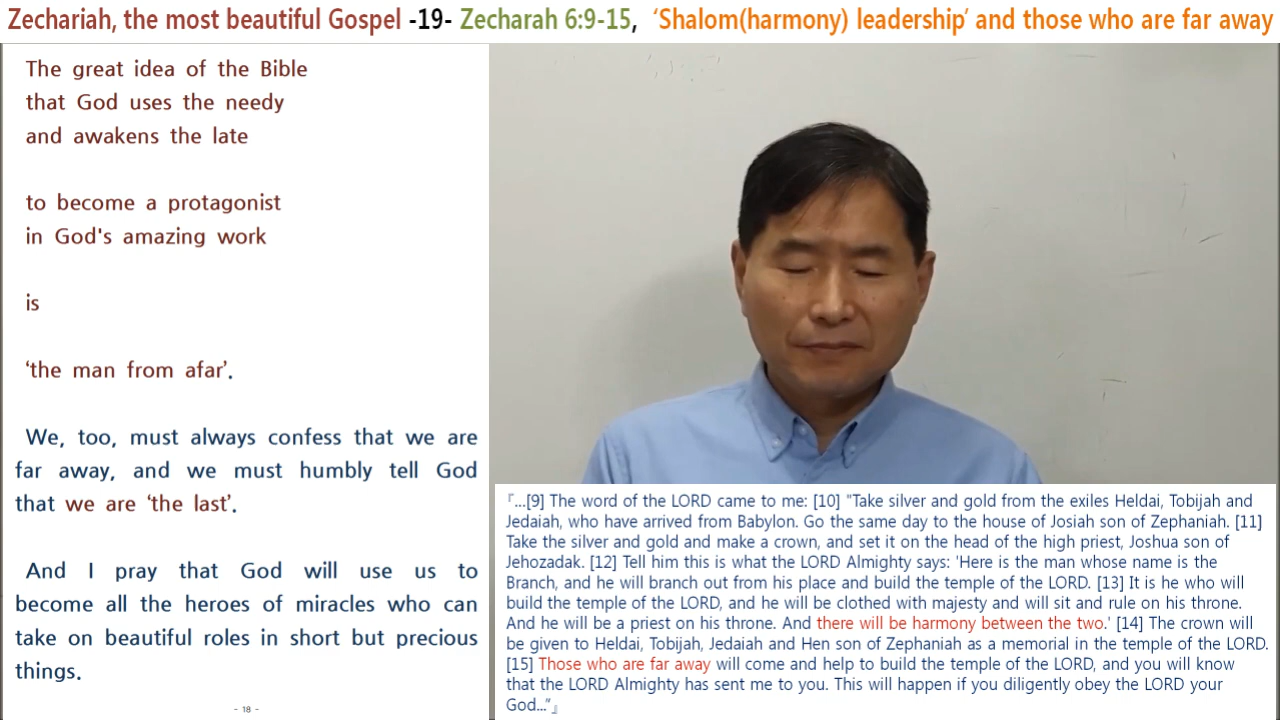 Zechariah, the most beautiful Gospel -19- Zecharah 6:9-15, ‘Shalom(harmony) leadership’ and those who are far away
The great idea of the Bible
that God uses the needy
and awakens the late
to become a protagonist
in God's amazing work
is
‘the man from afar’.
We, too, must always confess that we are
far away, and we must humbly tell God
that we are ‘the last’.
And I pray that God will use us to
become all the heroes of miracles who can
take on beautiful roles in short but precious
things.
- 18 -
『...[9] The word of the LORD came to me: [10] "Take silver and gold from the exiles Heldai, Tobijah and
Jedaiah, who have arrived from Babylon. Go the same day to the house of Josiah son of Zephaniah. [11]
Take the silver and gold and make a crown, and set it on the head of the high priest, Joshua son of
Jehozadak. [12] Tell him this is what the LORD Almighty says: 'Here is the man whose name is the
Branch, and he will branch out from his place and build the temple of the LORD. [13] It is he who will
build the temple of the LORD, and he will be clothed with majesty and will sit and rule on his throne.
And he will be a priest on his throne. And there will be harmony between the two.' [14] The crown will
be given to Heldai, Tobijah, Jedaiah and Hen son of Zephaniah as a memorial in the temple of the LORD.
[15] Those who are far away will come and help to build the temple of the LORD, and you will know
that the LORD Almighty has sent me to you. This will happen if you diligently obey the LORD your
God..."』